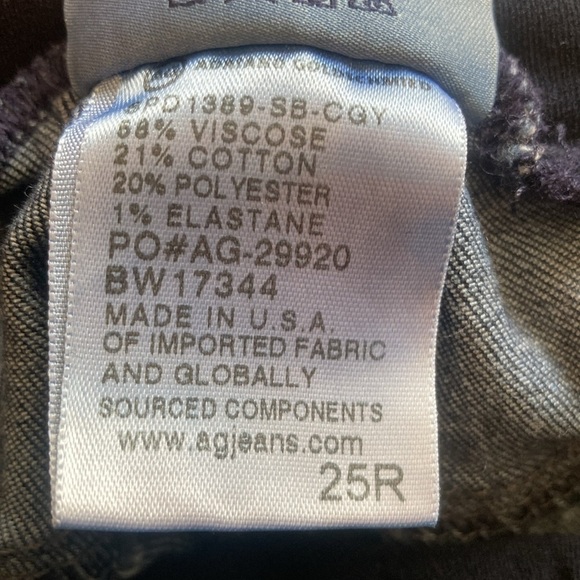 SPD1389-SB-CGY
58% VISCOSE
21% COTTON
20% POLYESTER
1% ELASTANE
PO#AG-29920
BW17344
MADE IN U.S.A.
OF IMPORTED FABRIC
AND GLOBALLY
SOURCED COMPONENTS
www.agjeans.com
25R